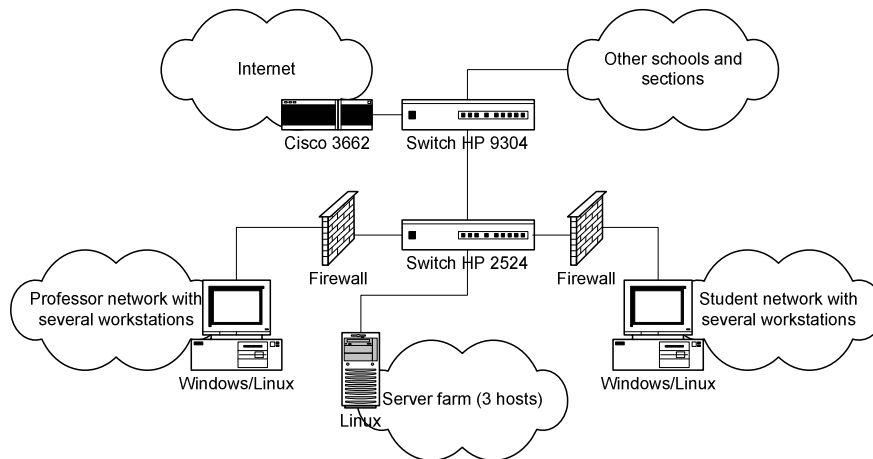 Internet
Other schools and
sections
Cisco 3662
Switch HP 9304
Firewall
Switch HP 2524
Firewall
Professor network with
several workstations
Student network with
several workstations
Windows/Linux
Windows/Linux
Server farm (3 hosts)
Linux